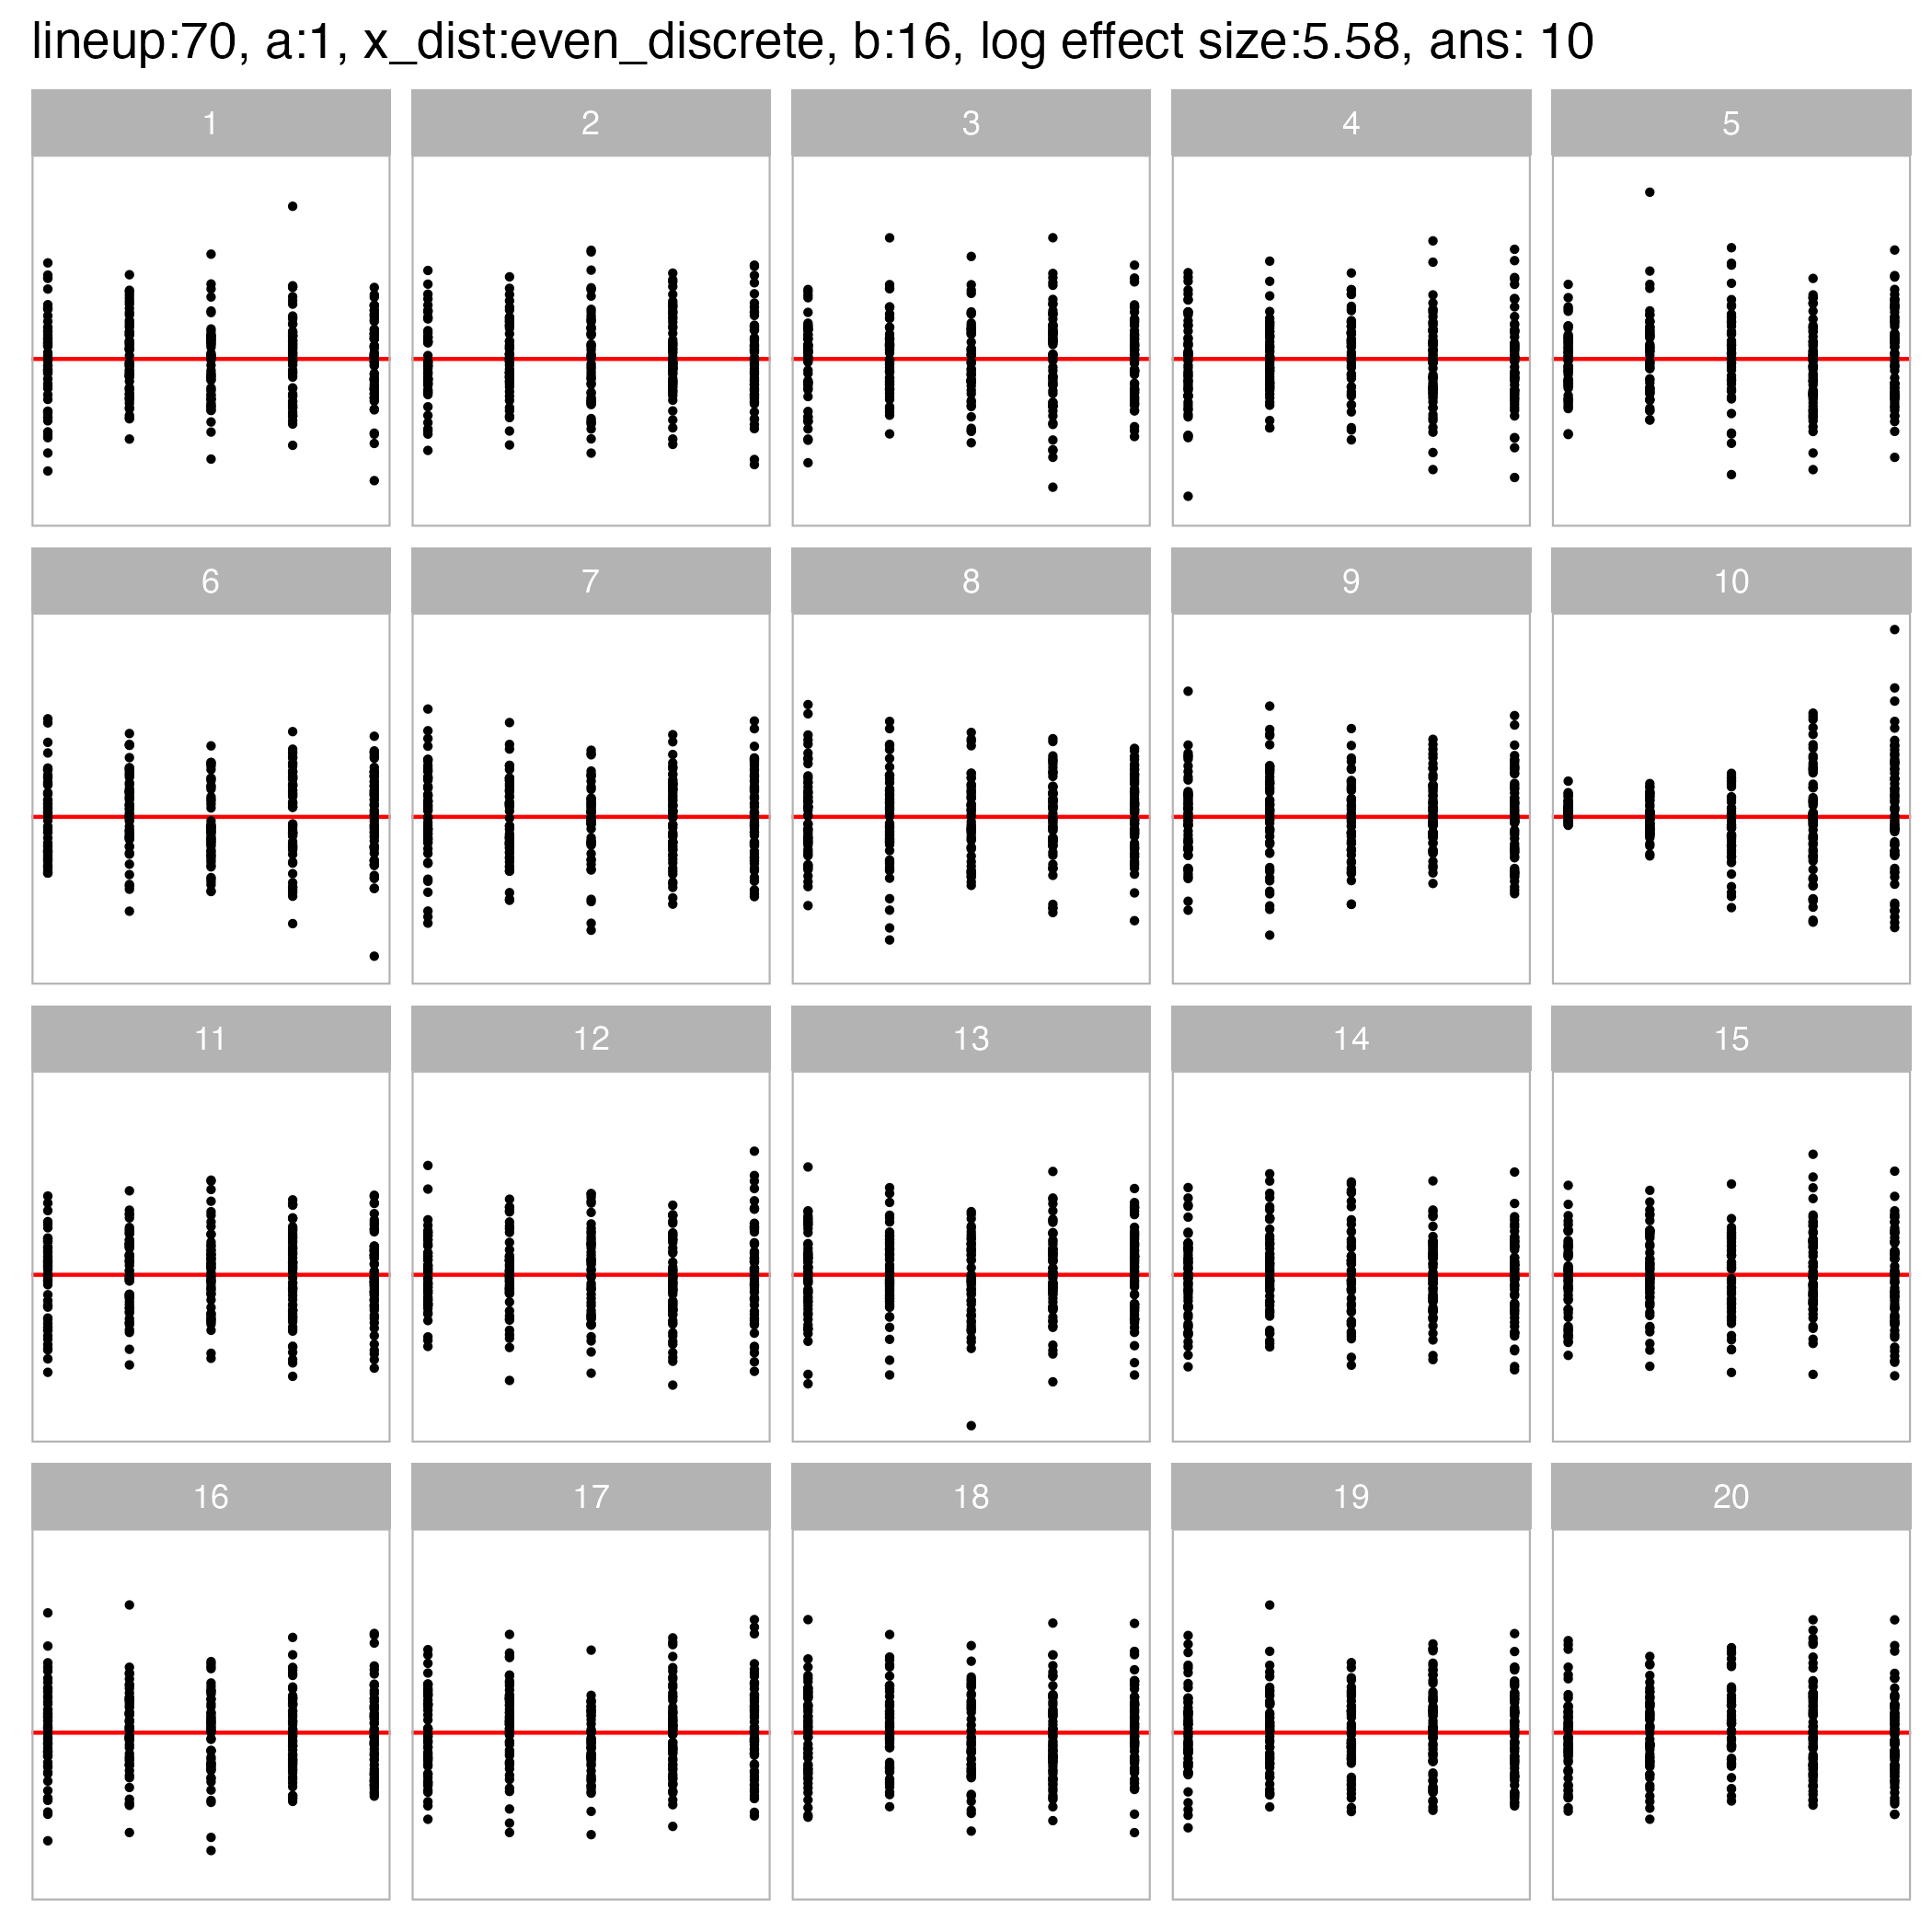 lineup:70, a:1, x_dist:even_discrete, b:16, log effect size:5.58, ans: 10
1 2 3 4 5
6 7 8 9 10
11 12 13 14 15
16 17 18 19 20